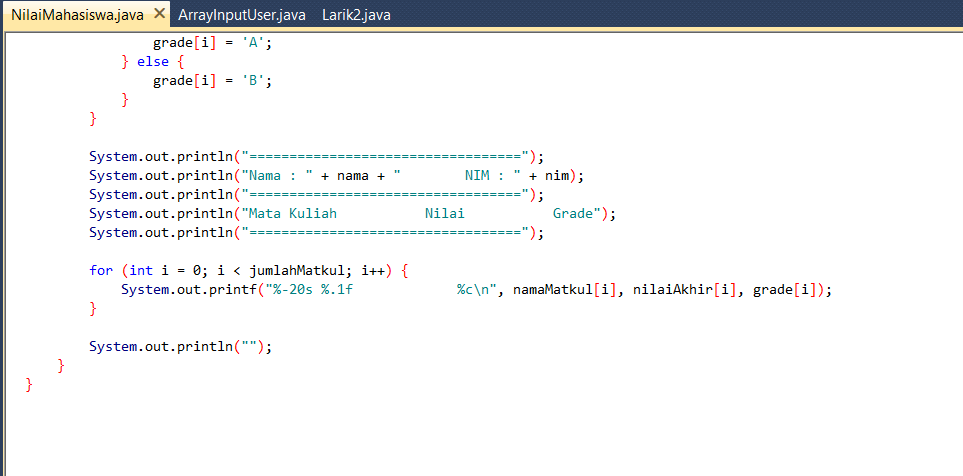 NilaiMahasiswa.java ✕ ArrayInputUser.java Larik2.java
                grade[i] = 'A';
            } else {
                grade[i] = 'B';
            }
        }

        System.out.println("==================================");
        System.out.println("Nama : " + nama + "        NIM : " + nim);
        System.out.println("==================================");
        System.out.println("Mata Kuliah           Nilai           Grade");
        System.out.println("==================================");

        for (int i = 0; i < jumlahMatkul; i++) {
            System.out.printf("%-20s %.1f             %c\n", namaMatkul[i], nilaiAkhir[i], grade[i]);
        }

        System.out.println("");
    }
}